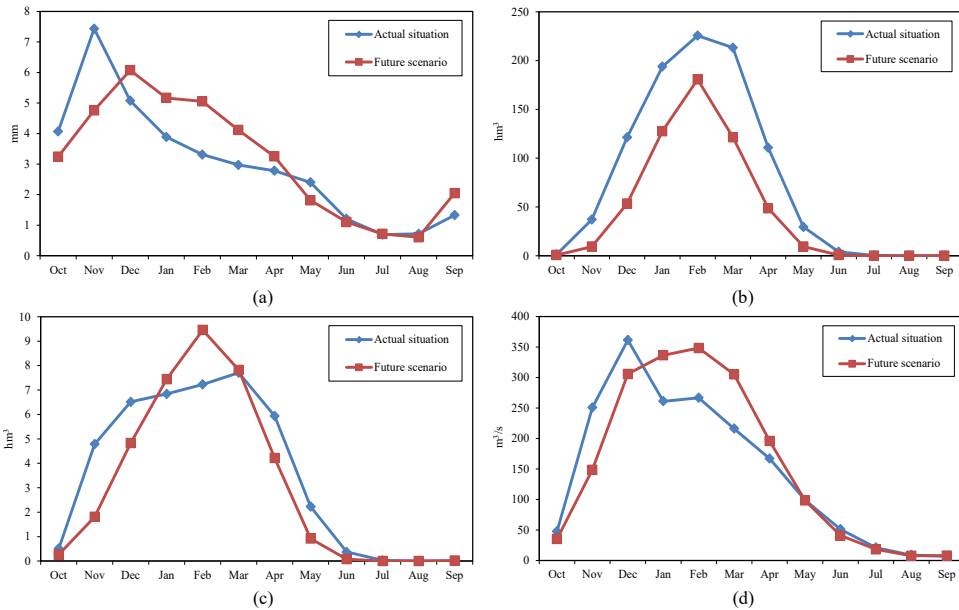 8
7
6
5
4
3
2
1
0
mm
Actual situation
Future scenario
Oct Nov Dec Jan Feb Mar Apr May Jun Jul Aug Sep
(a)
250
200
150
100
50
0
hm³
Actual situation
Future scenario
Oct Nov Dec Jan Feb Mar Apr May Jun Jul Aug Sep
(b)
10
9
8
7
6
5
4
3
2
1
0
hm³
Actual situation
Future scenario
Oct Nov Dec Jan Feb Mar Apr May Jun Jul Aug Sep
(c)
400
350
300
250
200
150
100
50
0
m³/s
Actual situation
Future scenario
Oct Nov Dec Jan Feb Mar Apr May Jun Jul Aug Sep
(d)